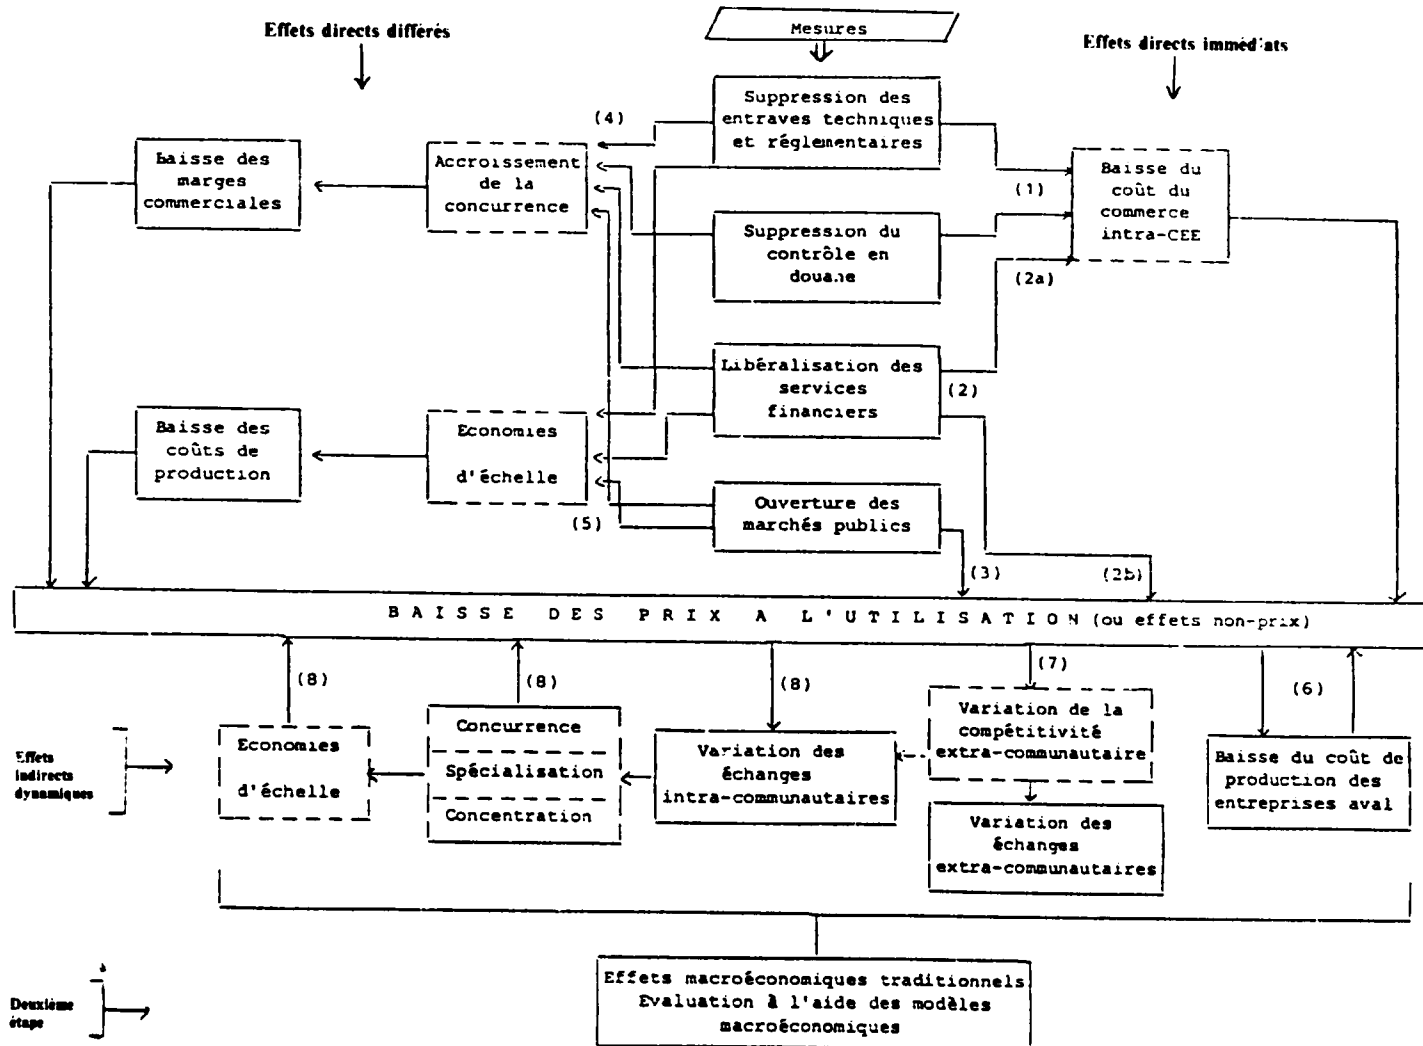 Effets directs différés
Mesures
Effets directs immédiats
Suppression des
entraves techniques
et réglementaires
(4)
Baisse des
marges
commerciales
Accroissement
de la
concurrence
(1)
Baisse du
coût du
commerce
intra-CEE
Suppression du
contrôle en
douane
(2a)
Libéralisation des
services
financiers
(2)
Baisse des
coûts de
production
Economies
d'échelle
(5)
Ouverture des
marchés publics
(3)
(2b)
BAISSE DES PRIX A L'UTILISATION (ou effets non-prix)
(8)
(8)
(8)
(7)
(6)
Effets
indirects
dynamiques
Economies
d'échelle
Concurrence
Spécialisation
Concentration
Variation des
échanges
intra-communautaires
Variation de la
compétitivité
extra-communautaire
Variation des
échanges
extra-communautaires
Baisse du coût de
production des
entreprises aval
Deuxième
étape
Effets macroéconomiques traditionnels
Evaluation à l'aide des modèles
macroéconomiques